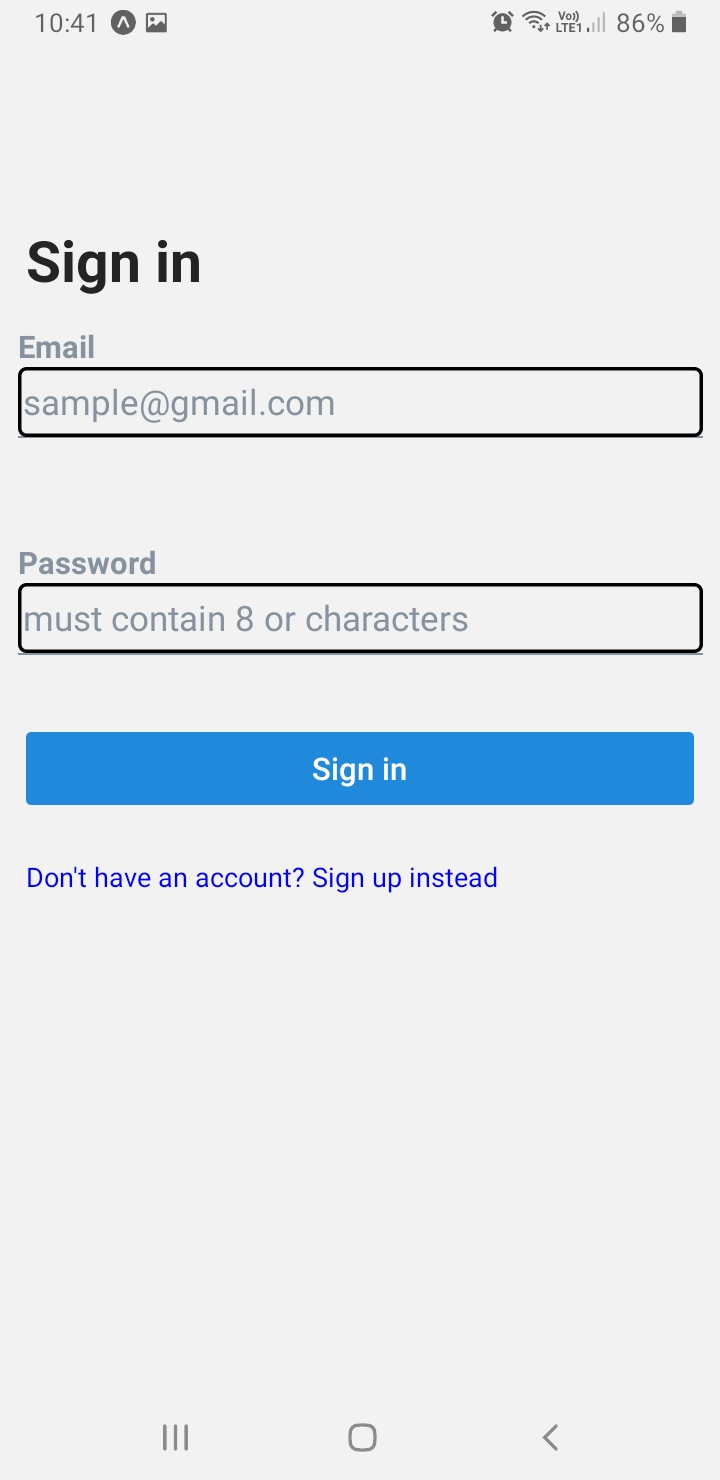 10:41 Vo)) LTE1 86%
Sign in
Email
sample@gmail.com
Password
must contain 8 or characters
Sign in
Don't have an account? Sign up instead